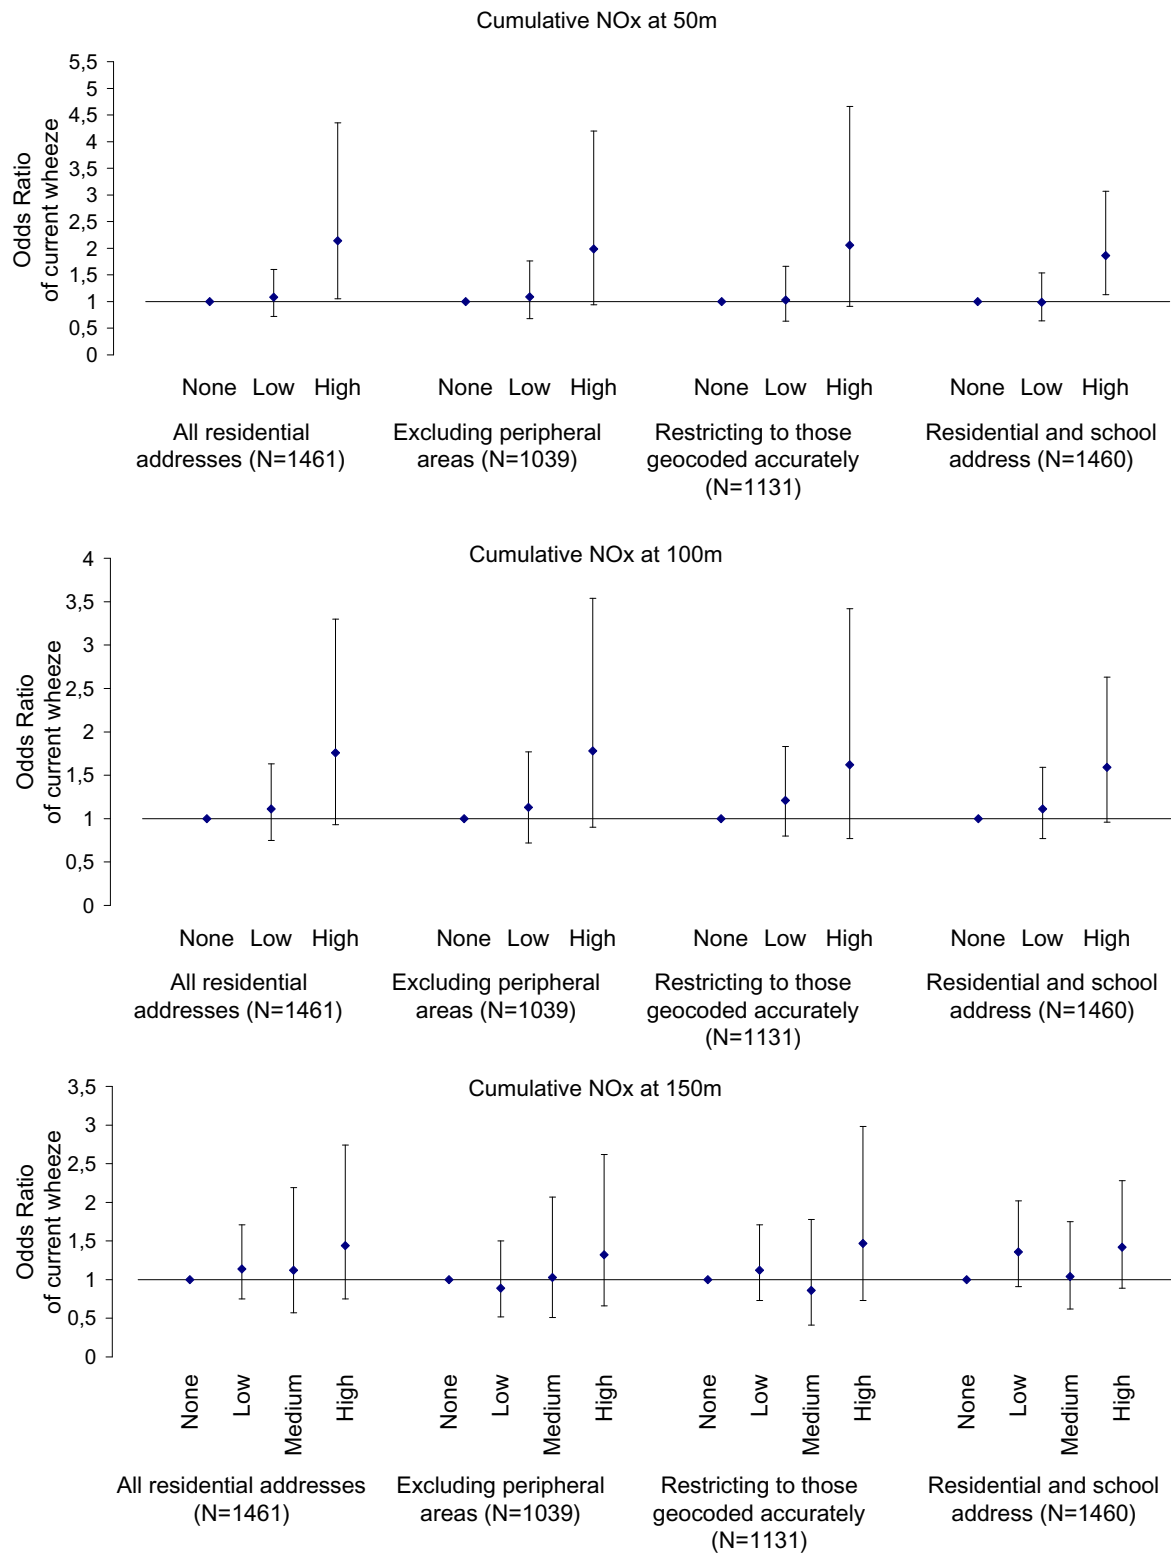 Cumulative NOx at 50m
Odds Ratio
of current wheeze
5,5
5
4,5
4
3,5
3
2,5
2
1,5
1
0,5
0
None Low High None Low High None Low High None Low High
All residential
addresses (N=1461)
Excluding peripheral
areas (N=1039)
Restricting to those
geocoded accurately
(N=1131)
Residential and school
address (N=1460)
Cumulative NOx at 100m
Odds Ratio
of current wheeze
4
3,5
3
2,5
2
1,5
1
0,5
0
None Low High None Low High None Low High None Low High
All residential
addresses (N=1461)
Excluding peripheral
areas (N=1039)
Restricting to those
geocoded accurately
(N=1131)
Residential and school
address (N=1460)
Cumulative NOx at 150m
Odds Ratio
of current wheeze
3,5
3
2,5
2
1,5
1
0,5
0
None
Low
Medium
High
None
Low
Medium
High
None
Low
Medium
High
None
Low
Medium
High
All residential addresses
(N=1461)
Excluding peripheral
areas (N=1039)
Restricting to those
geocoded accurately
(N=1131)
Residential and school
address (N=1460)